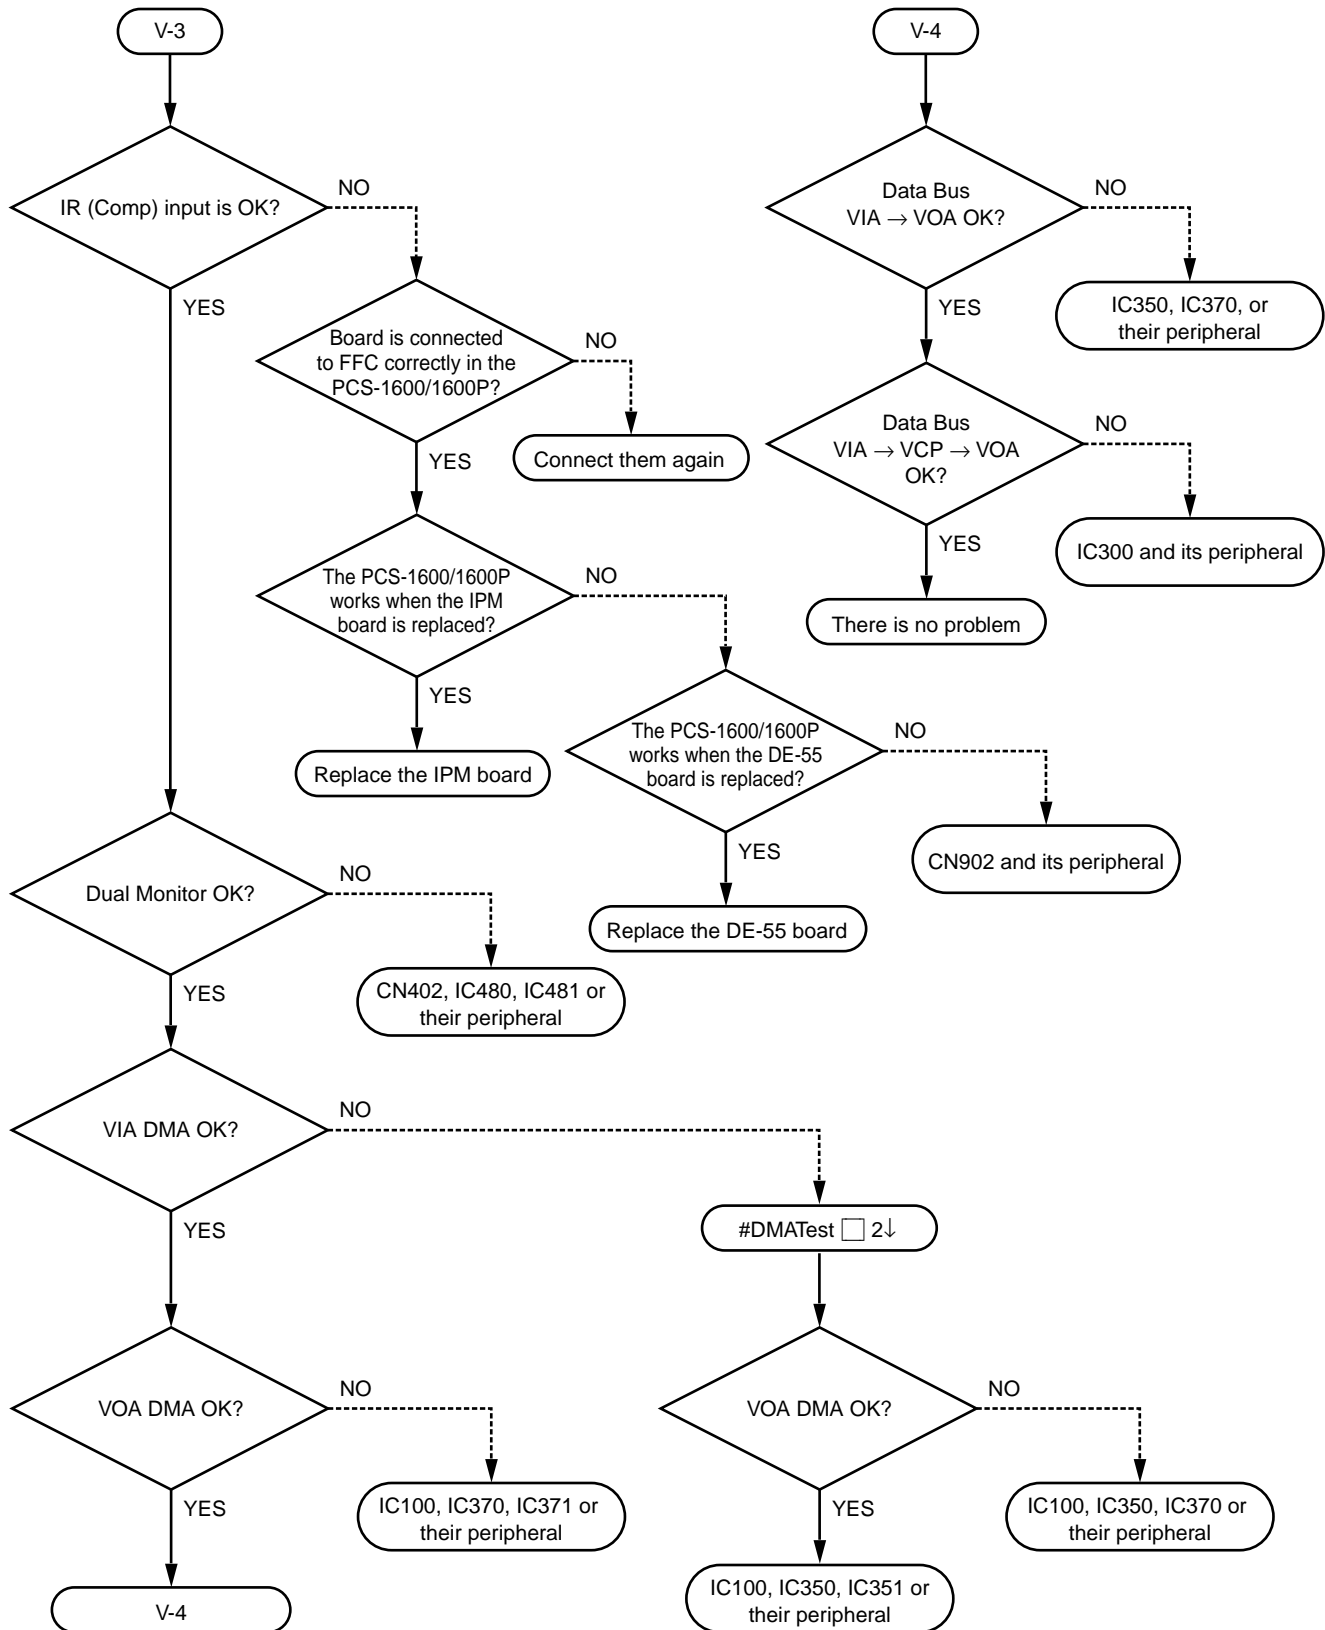 V-3
IR (Comp) input is OK?
NO
YES
Board is connected
to FFC correctly in the
PCS-1600/1600P?
NO
Connect them again
YES
The PCS-1600/1600P
works when the IPM
board is replaced?
NO
YES
Replace the IPM board
The PCS-1600/1600P
works when the DE-55
board is replaced?
NO
CN902 and its peripheral
YES
Replace the DE-55 board
Dual Monitor OK?
NO
CN402, IC480, IC481 or
their peripheral
YES
VIA DMA OK?
NO
#DMATest □ 2↓
VOA DMA OK?
NO
IC100, IC350, IC370 or
their peripheral
YES
IC100, IC350, IC351 or
their peripheral
YES
VOA DMA OK?
NO
IC100, IC370, IC371 or
their peripheral
YES
V-4
V-4
Data Bus
VIA → VOA OK?
NO
IC350, IC370, or
their peripheral
YES
Data Bus
VIA → VCP → VOA
OK?
NO
IC300 and its peripheral
YES
There is no problem